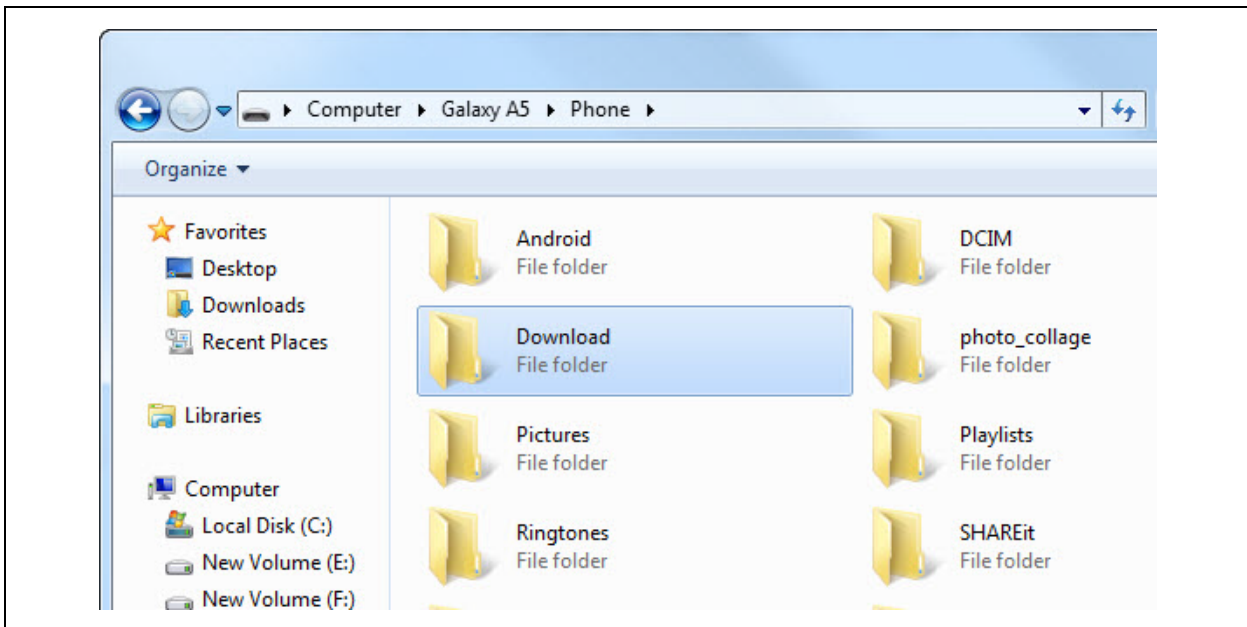 Computer Galaxy A5 Phone
Organize
Favorites
Desktop
Downloads
Recent Places
Libraries
Computer
Local Disk (C:)
New Volume (E:)
New Volume (F:)
Android
File folder
DCIM
File folder
Download
File folder
photo_collage
File folder
Pictures
File folder
Playlists
File folder
Ringtones
File folder
SHAREit
File folder